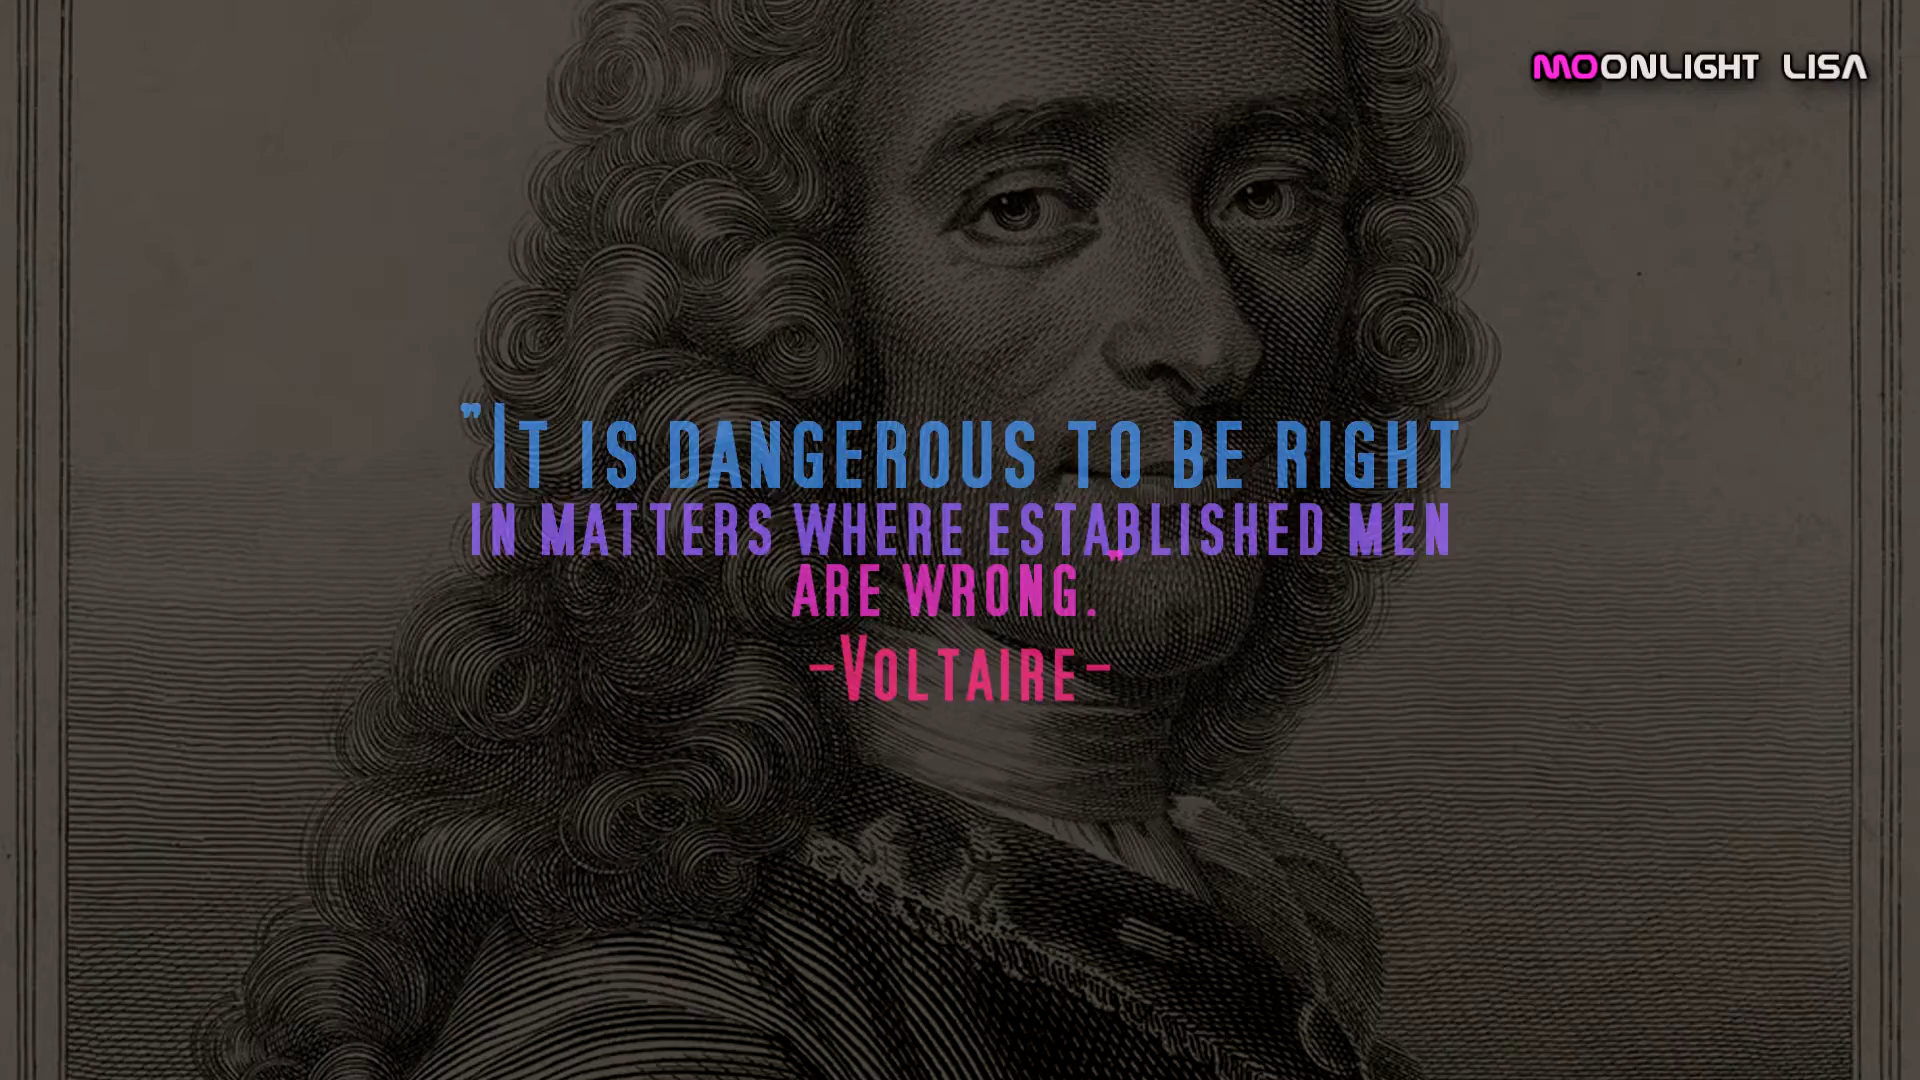 MOONLIGHT LISA
"It is dangerous to be right
in matters where established men
are wrong."
-Voltaire-